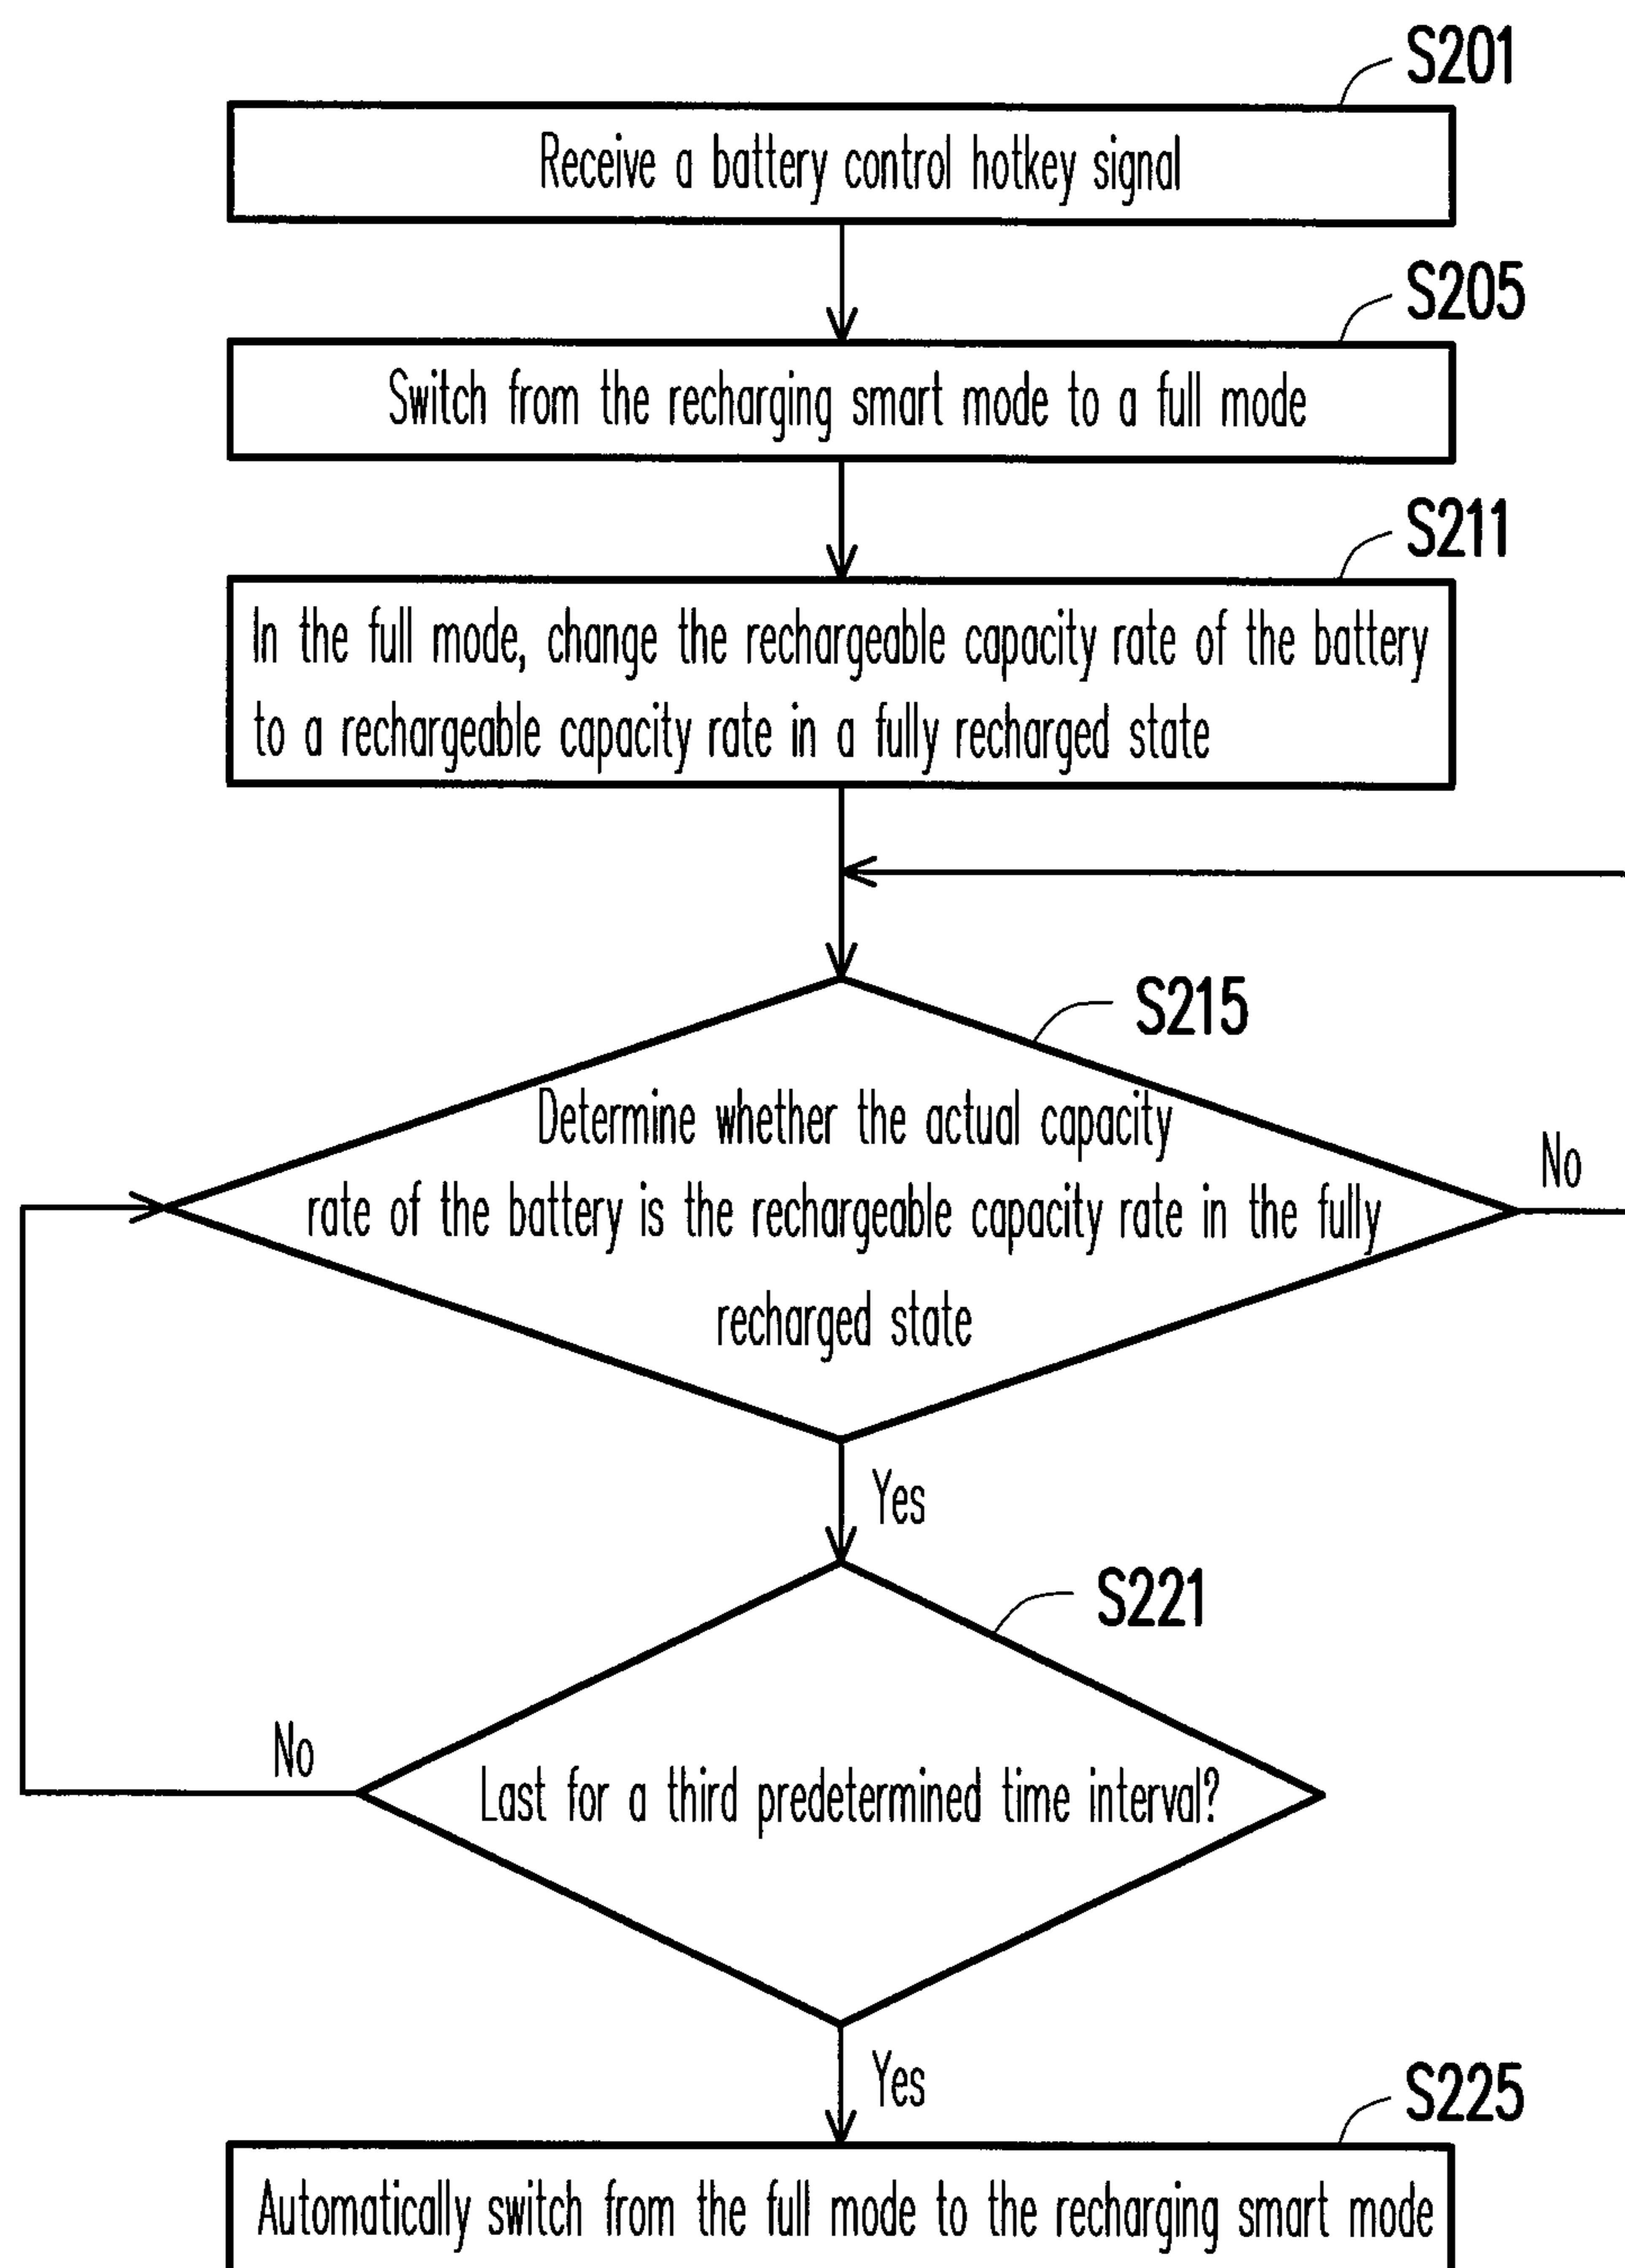 S201
Receive a battery control hotkey signal
S205
Switch from the recharging smart mode to a full mode
S211
In the full mode, change the rechargeable capacity rate of the battery
to a rechargeable capacity rate in a fully recharged state
S215
Determine whether the actual capacity
rate of the battery is the rechargeable capacity rate in the fully
recharged state
No
Yes
S221
Last for a third predetermined time interval?
No
Yes
S225
Automatically switch from the full mode to the recharging smart mode